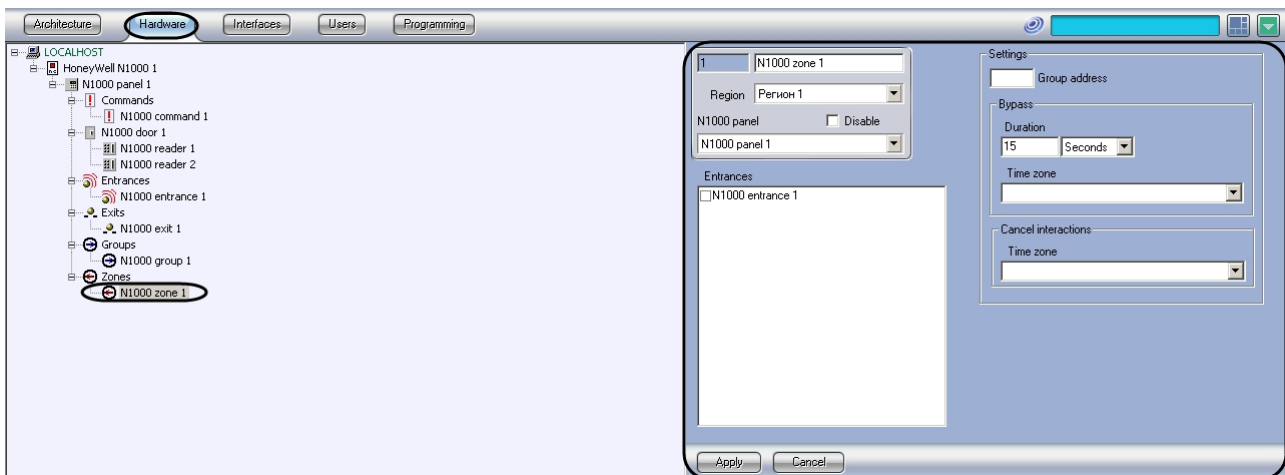 Architecture Hardware Interfaces Users Programming
LOCALHOST
HoneyWell N1000 1
N1000 panel 1
Commands
N1000 command 1
N1000 door 1
N1000 reader 1
N1000 reader 2
Entrances
N1000 entrance 1
Exits
N1000 exit 1
Groups
N1000 group 1
Zones
N1000 zone 1
1 N1000 zone 1
Region Регион 1
N1000 panel Disable
N1000 panel 1
Entrances
N1000 entrance 1
Settings
Group address
Bypass
Duration
15 Seconds
Time zone
Cancel interactions
Time zone
Apply Cancel